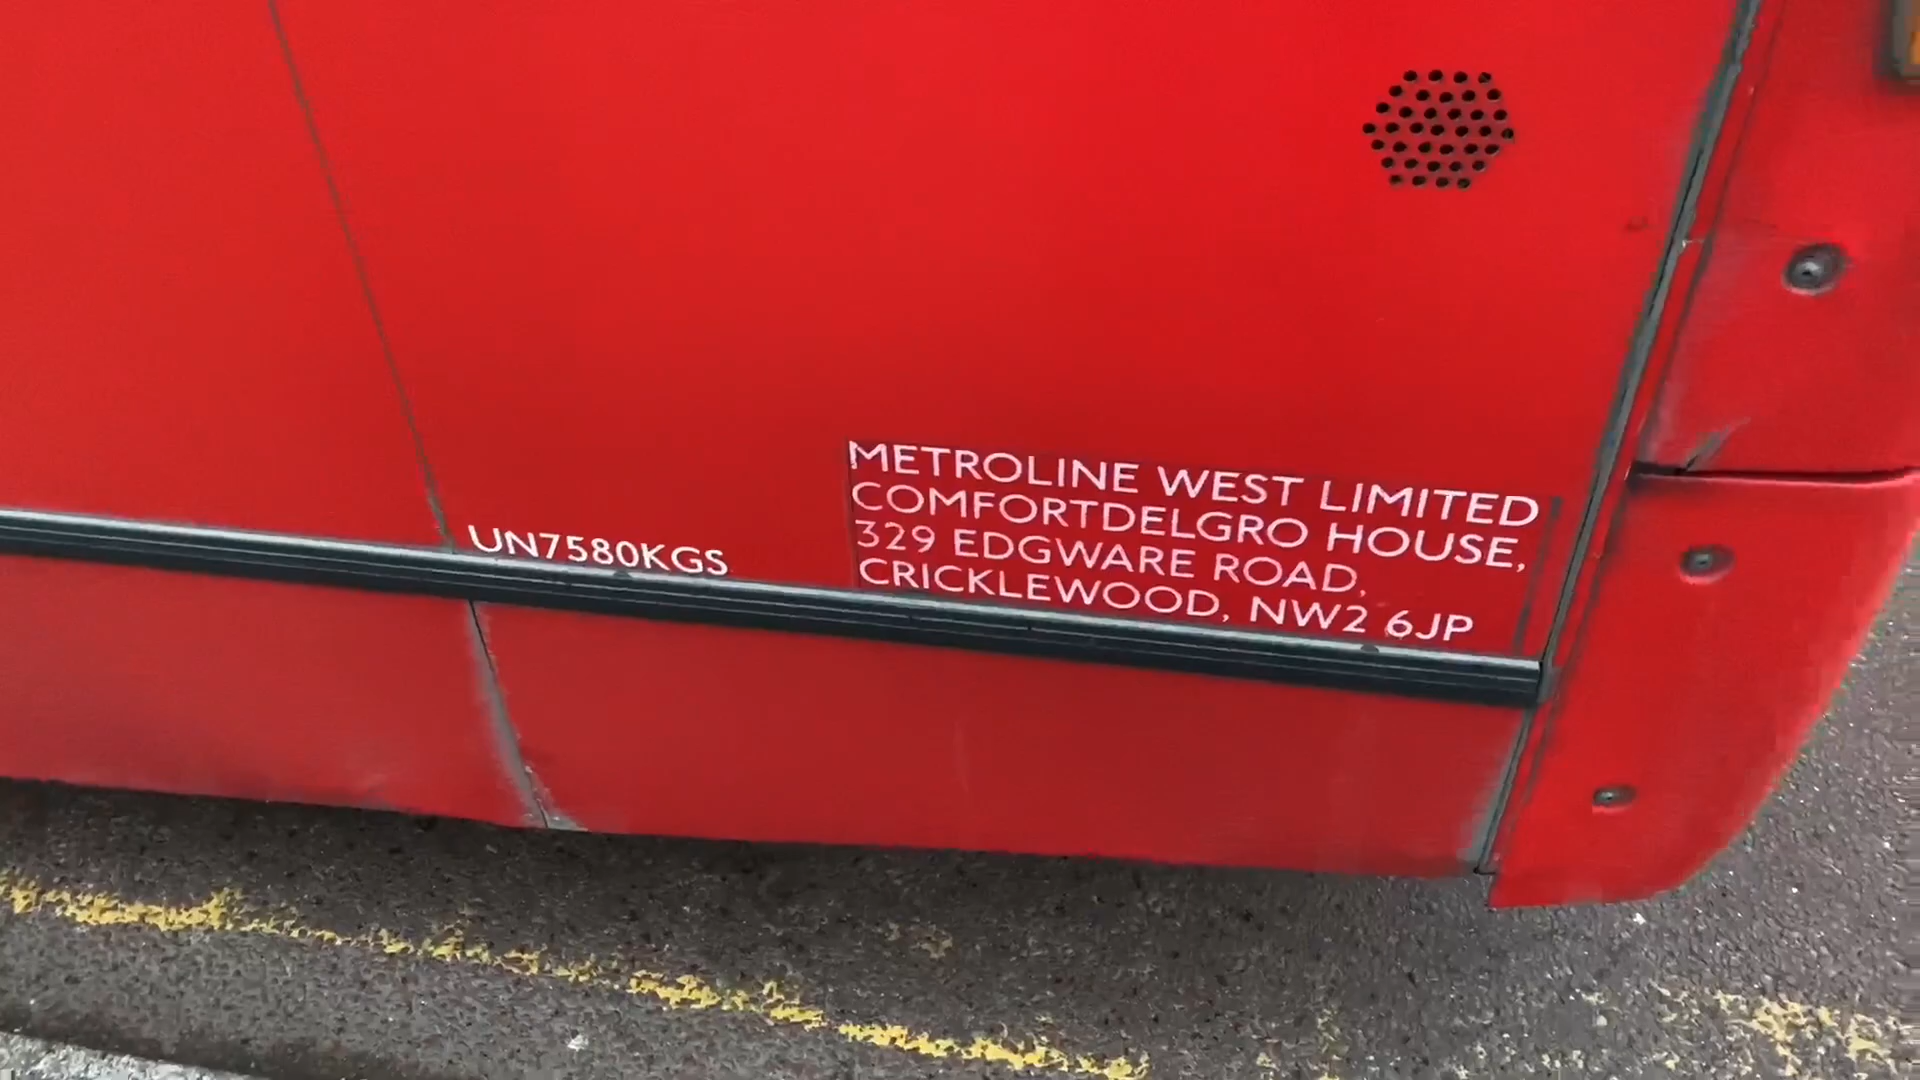 METROLINE WEST LIMITED
COMFORTDELGRO HOUSE,
329 EDGWARE ROAD,
CRICKLEWOOD, NW2 6JP
UN7580KGS